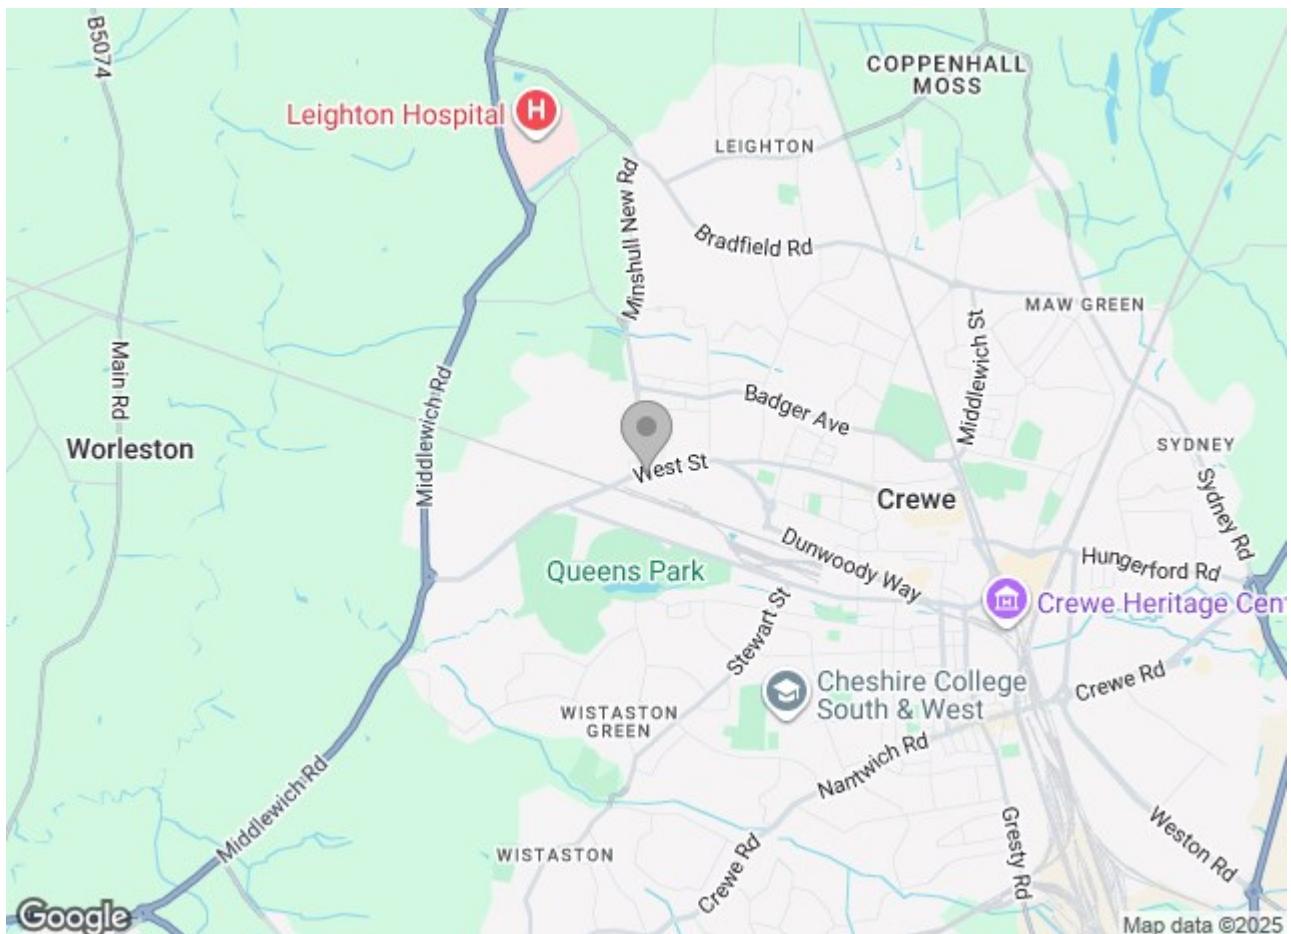 B5074
COPPENHALL
MOSS
Leighton Hospital
H
LEIGHTON
Minshull New Rd
Bradfield Rd
MAW GREEN
Middlewich St
Main Rd
Middlewich Rd
Badger Ave
Worleston
SYDNEY
West St
Crewe
Sydney Rd
Dunwoody Way
Hungerford Rd
Queens Park
Crewe Heritage Cen
Stewart St
Cheshire College
South & West
Crewe Rd
WISTASTON
GREEN
Nantwich Rd
Middlewich Rd
Gresty Rd
Weston Rd
WISTASTON
Crewe Rd
Google
Map data ©2025